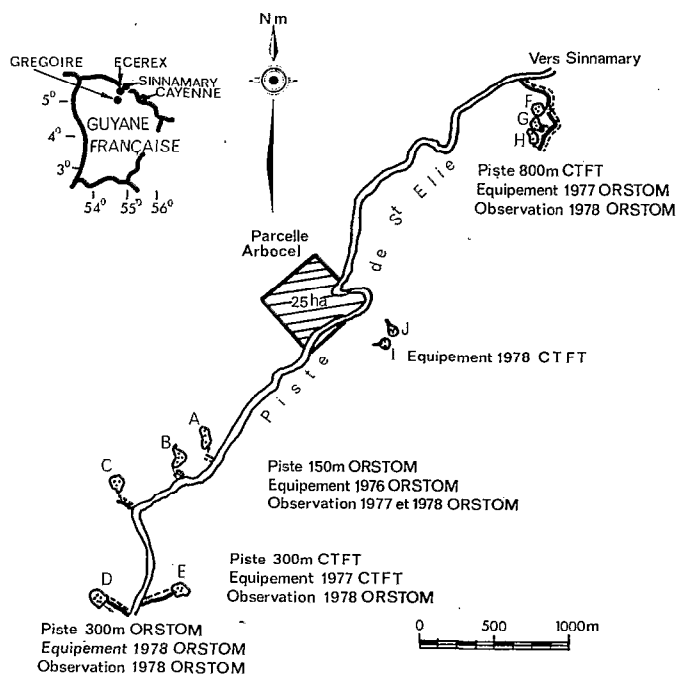 Nm
GREGOIRE
ECEREX
SINNAMARY
CAYENNE
GUYANE
FRANÇAISE
5°
4°
3°
54° 55° 56°
Vers Sinnamary
F
G
H
Piste 800m CTFT
Equipement 1977 ORSTOM
Observation 1978 ORSTOM
Piste de St Elie
Parcelle
Arbocel
25 ha
J
I
Equipement 1978 CTFT
A
B
C
Piste 150m ORSTOM
Equipement 1976 ORSTOM
Observation 1977 et 1978 ORSTOM
D
E
Piste 300m CTFT
Equipement 1977 CTFT
Observation 1978 ORSTOM
Piste 300m ORSTOM
Equipement 1978 ORSTOM
Observation 1978 ORSTOM
0 500 1000m